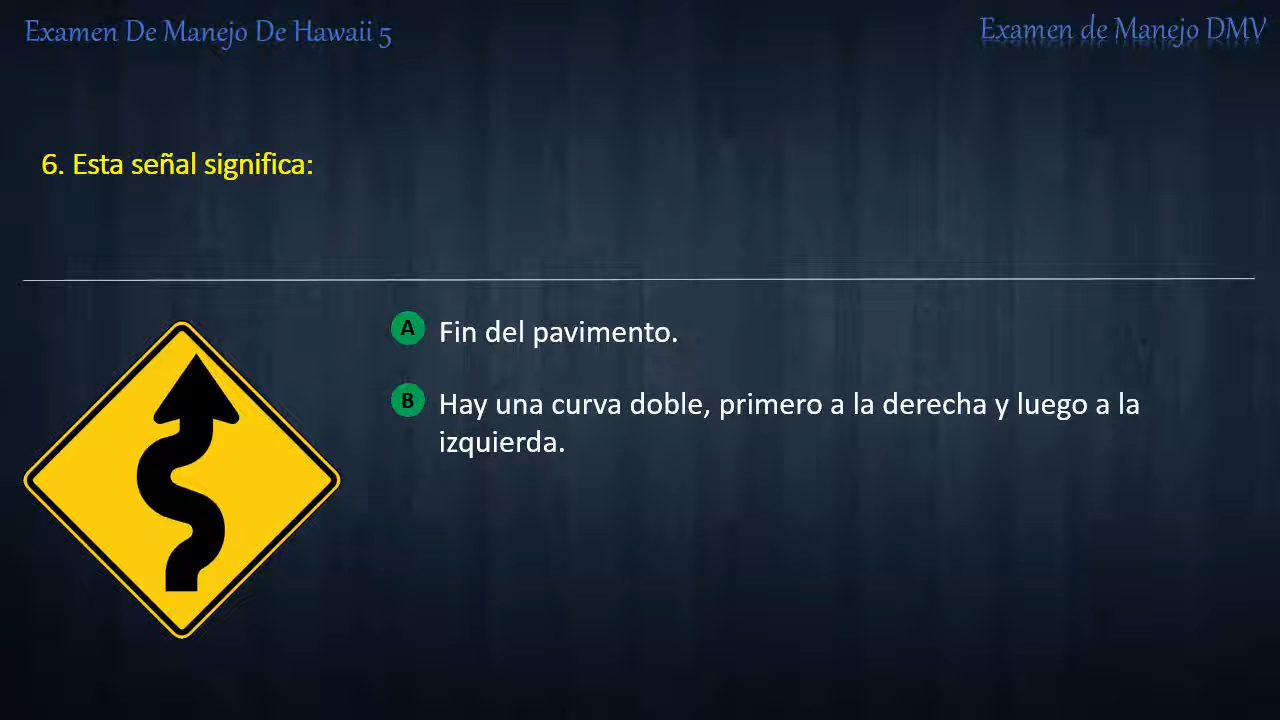 Examen De Manejo De Hawaii 5
Examen de Manejo DMV
6. Esta señal significa:
A Fin del pavimento.
B Hay una curva doble, primero a la derecha y luego a la
izquierda.